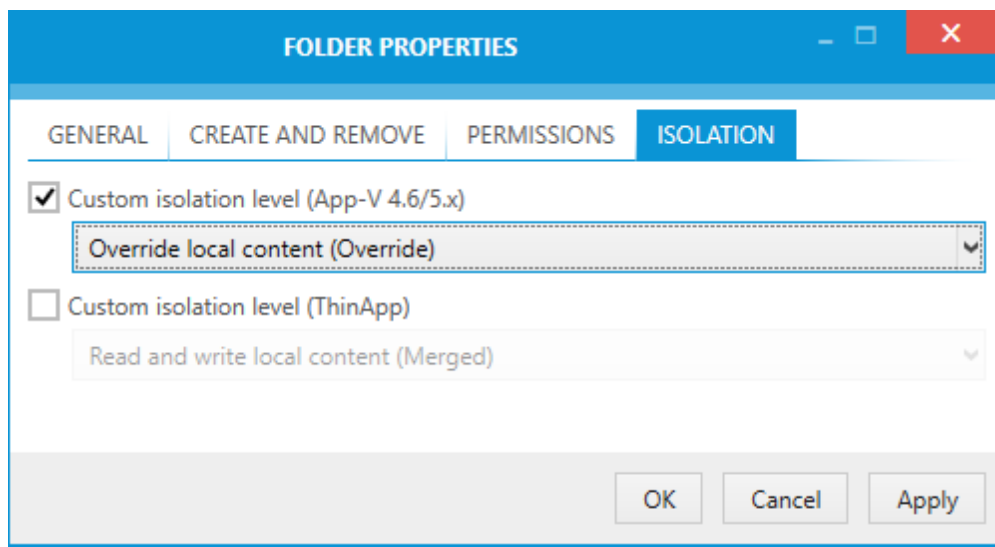 FOLDER PROPERTIES
GENERAL CREATE AND REMOVE PERMISSIONS ISOLATION
Custom isolation level (App-V 4.6/5.x)
Override local content (Override)
Custom isolation level (ThinApp)
Read and write local content (Merged)
OK Cancel Apply